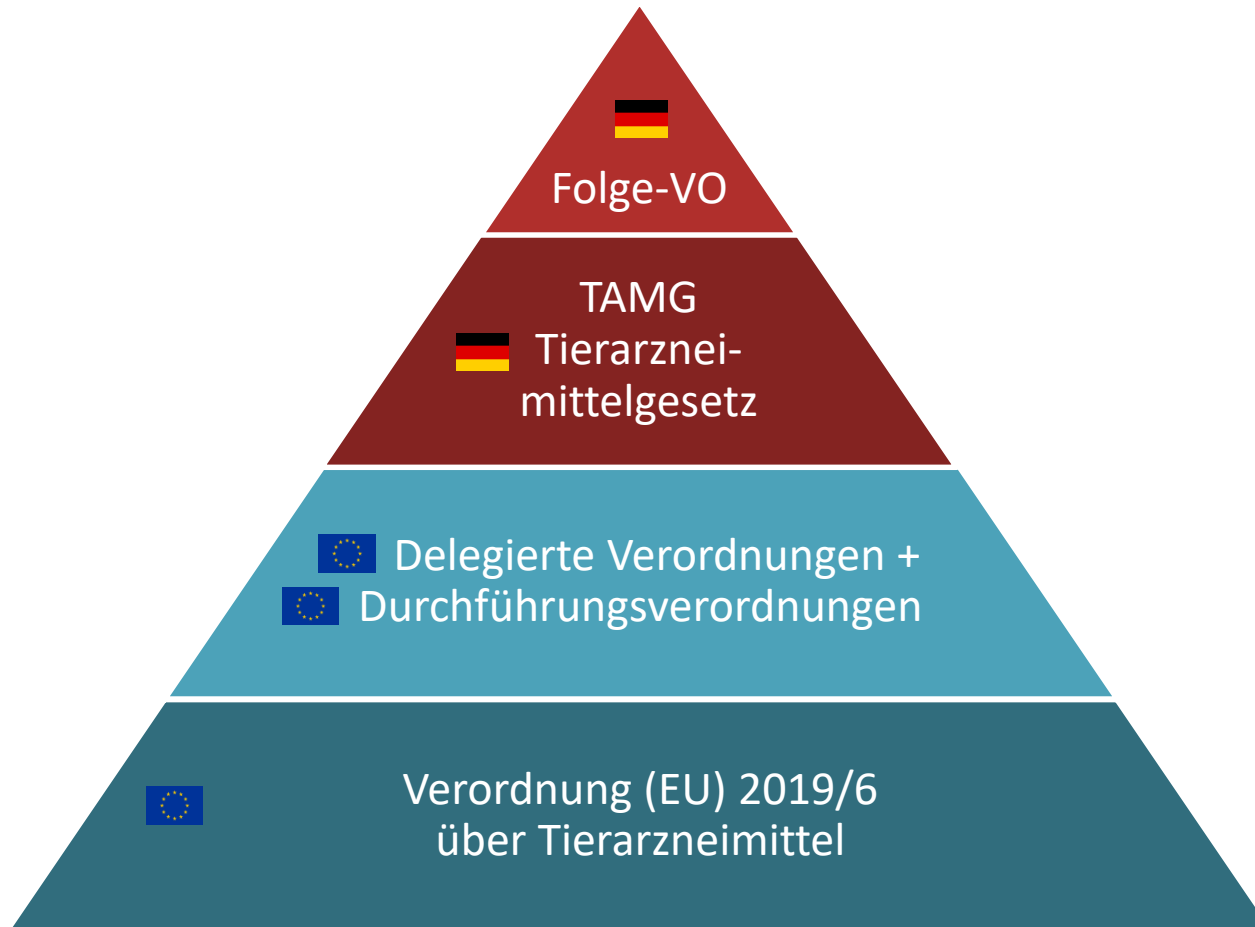 Folge-VO
TAMG
Tierarznei-
mittelgesetz
Delegierte Verordnungen +
Durchführungsverordnungen
Verordnung (EU) 2019/6
über Tierarzneimittel